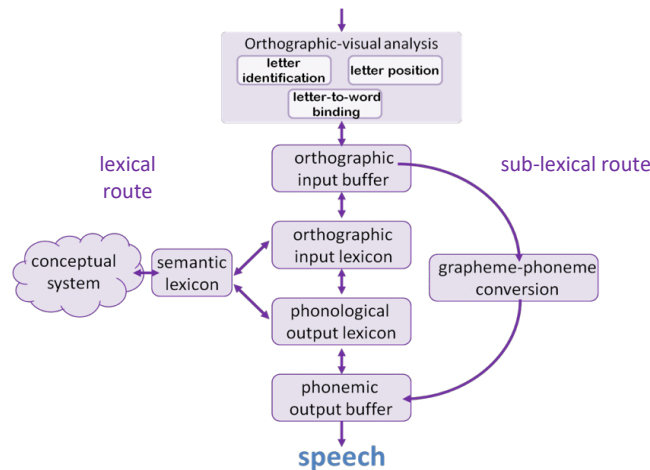 Orthographic-visual analysis
letter
identification
letter position
letter-to-word
binding
lexical
route
orthographic
input buffer
sub-lexical route
conceptual
system
semantic
lexicon
orthographic
input lexicon
grapheme-phoneme
conversion
phonological
output lexicon
phonemic
output buffer
speech